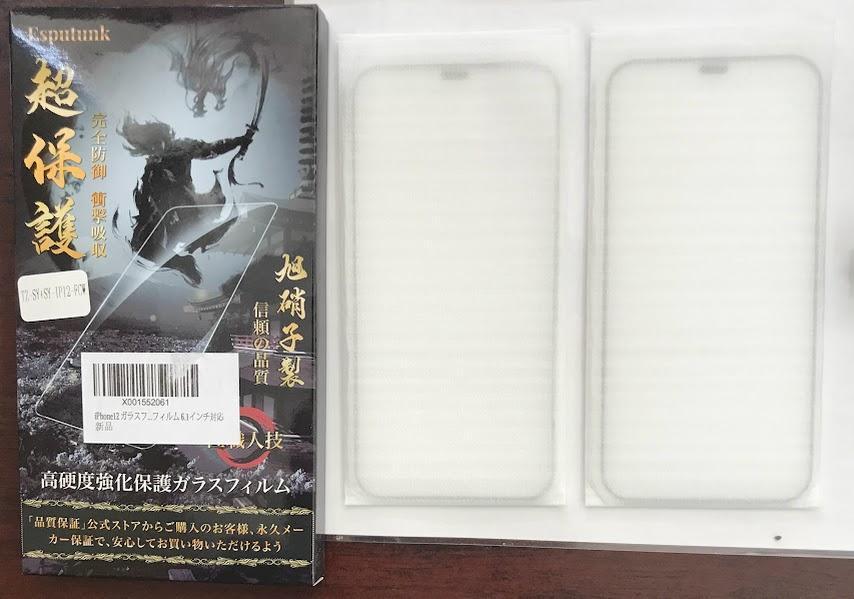 Esputunk
超保護
完全防御 衝撃吸収
旭硝子製
信頼の品質
X001552061
iPhone12 ガラスフ...フィルム 6.1インチ対応
新品
職人技
高硬度強化保護ガラスフィルム
「品質保証」公式ストアからご購入のお客様、永久メー
カー保証で、安心してお買い物いただけるよう